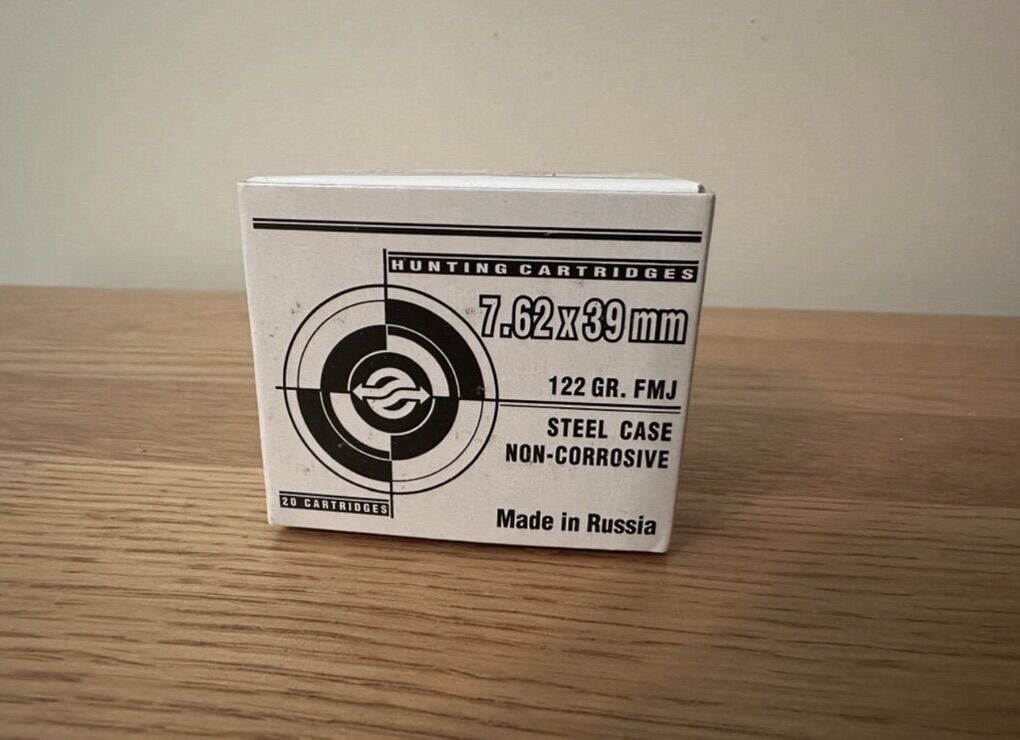 HUNTING CARTRIDGES
7.62x39mm
122 GR. FMJ
STEEL CASE
NON-CORROSIVE
20 CARTRIDGES
Made in Russia